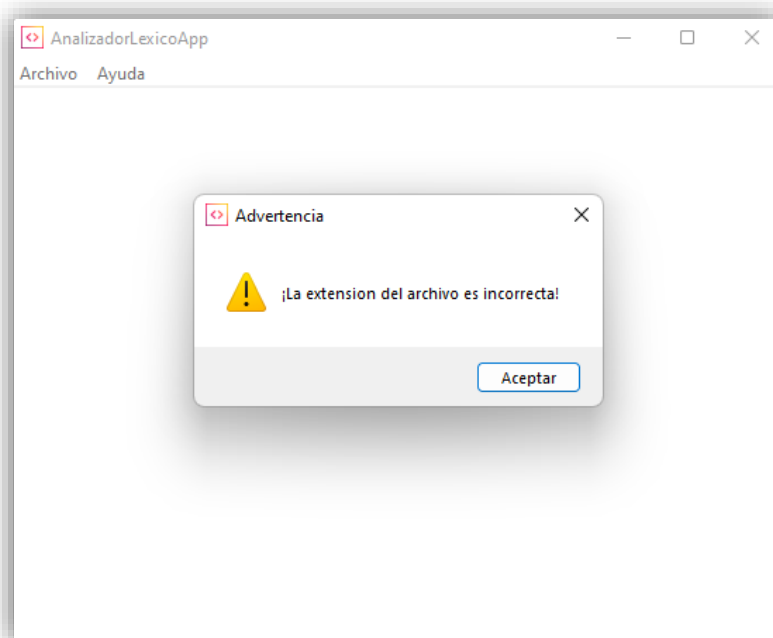 AnalizadorLexicoApp
Archivo Ayuda
Advertencia
¡La extension del archivo es incorrecta!
Aceptar